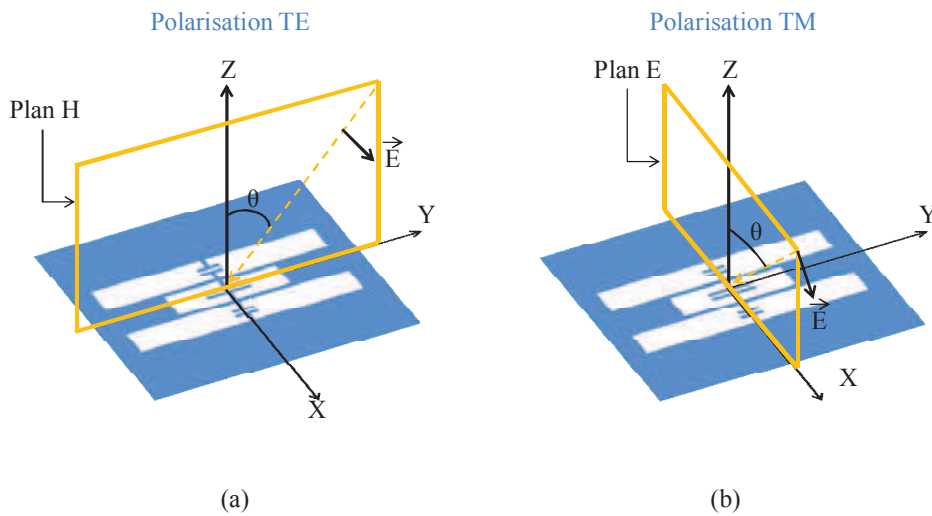 Polarisation TE
Z
Plan H
E
θ
Y
X
(a)
Polarisation TM
Z
Plan E
θ
Y
E
X
(b)